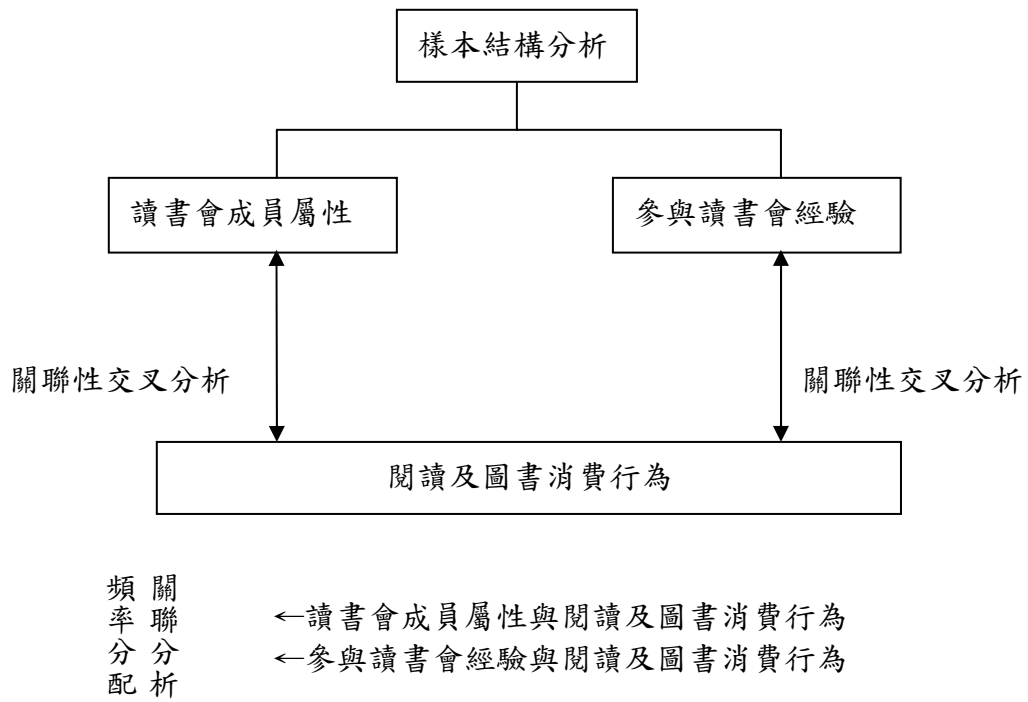 樣本結構分析
讀書會成員屬性
參與讀書會經驗
關聯性交叉分析
關聯性交叉分析
閱讀及圖書消費行為
關聯分析
頻率分配
←讀書會成員屬性與閱讀及圖書消費行為
←參與讀書會經驗與閱讀及圖書消費行為